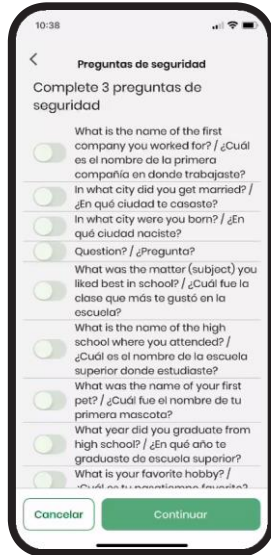 10:38
Preguntas de seguridad
Complete 3 preguntas de
seguridad
What is the name of the first
company you worked for? / ¿Cuál
es el nombre de la primera
compañía en donde trabajaste?
In what city did you get married? /
¿En qué ciudad te casaste?
In what city were you born? / ¿En
qué ciudad naciste?
Question? / ¿Pregunta?
What was the matter (subject) you
liked best in school? / ¿Cuál fue la
clase que más te gustó en la
escuela?
What is the name of the high
school where you attended? /
¿Cuál es el nombre de la escuela
superior donde estudiaste?
What was the name of your first
pet? / ¿Cuál fue el nombre de tu
primera mascota?
What year did you graduate from
high school? / ¿En qué año te
graduaste de escuela superior?
What is your favorite hobby? /
¿Cuál es tu pasatiempo favorito?
Cancelar
Continuar